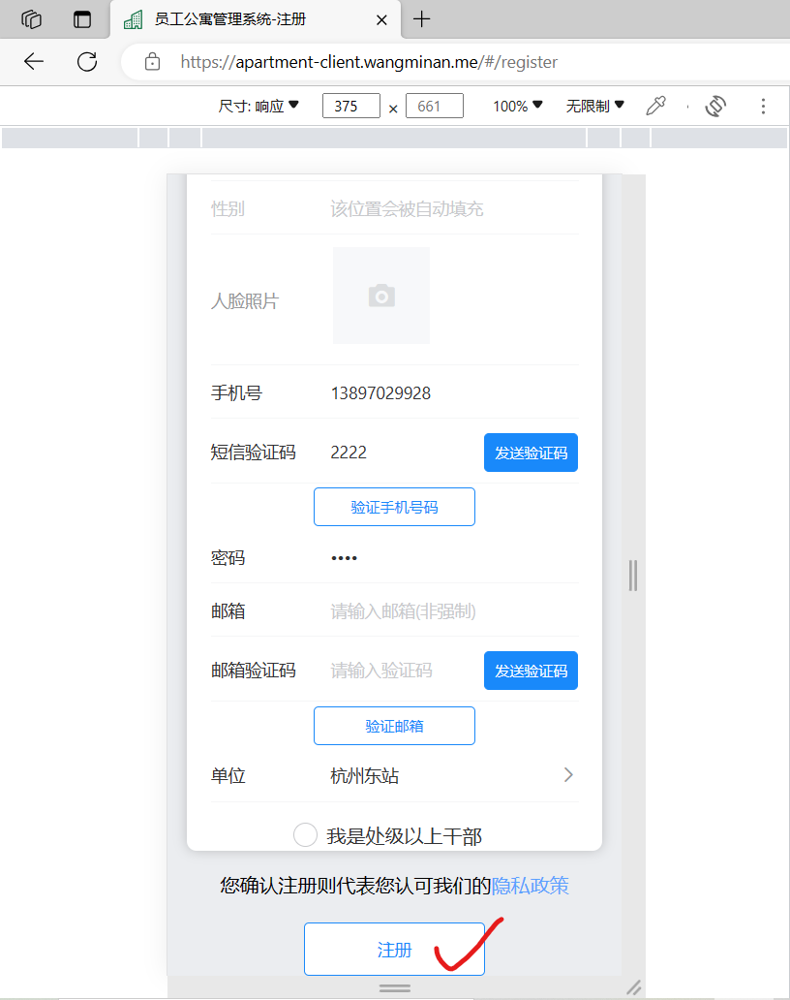 员工公寓管理系统-注册
https://apartment-client.wangminan.me/#/register
尺寸: 响应 375 × 661 100% 无限制
性别 该位置会被自动填充
人脸照片
手机号 13897029928
短信验证码 2222 发送验证码
验证手机号码
密码 ••••
邮箱 请输入邮箱(非强制)
邮箱验证码 请输入验证码 发送验证码
验证邮箱
单位 杭州东站
我是处级以上干部
您确认注册则代表您认可我们的隐私政策
注册